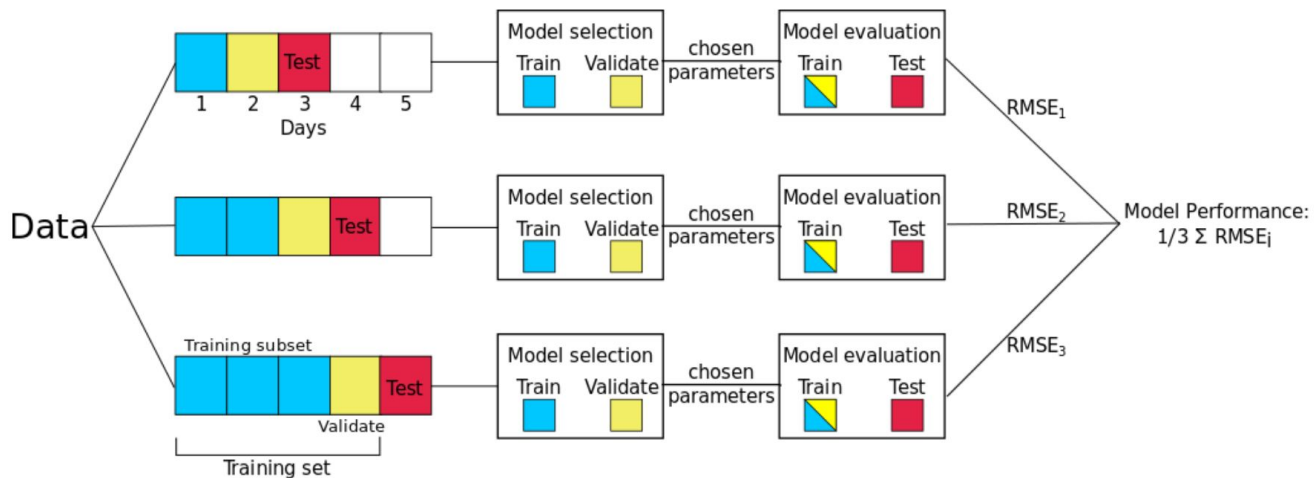 Data
Test
1 2 3 4 5
Days
Model selection
Train Validate
chosen
parameters
Model evaluation
Train Test
RMSE1
Test
Model selection
Train Validate
chosen
parameters
Model evaluation
Train Test
RMSE2
Training subset
Test
Validate
Training set
Model selection
Train Validate
chosen
parameters
Model evaluation
Train Test
RMSE3
Model Performance:
1/3 Σ RMSEi